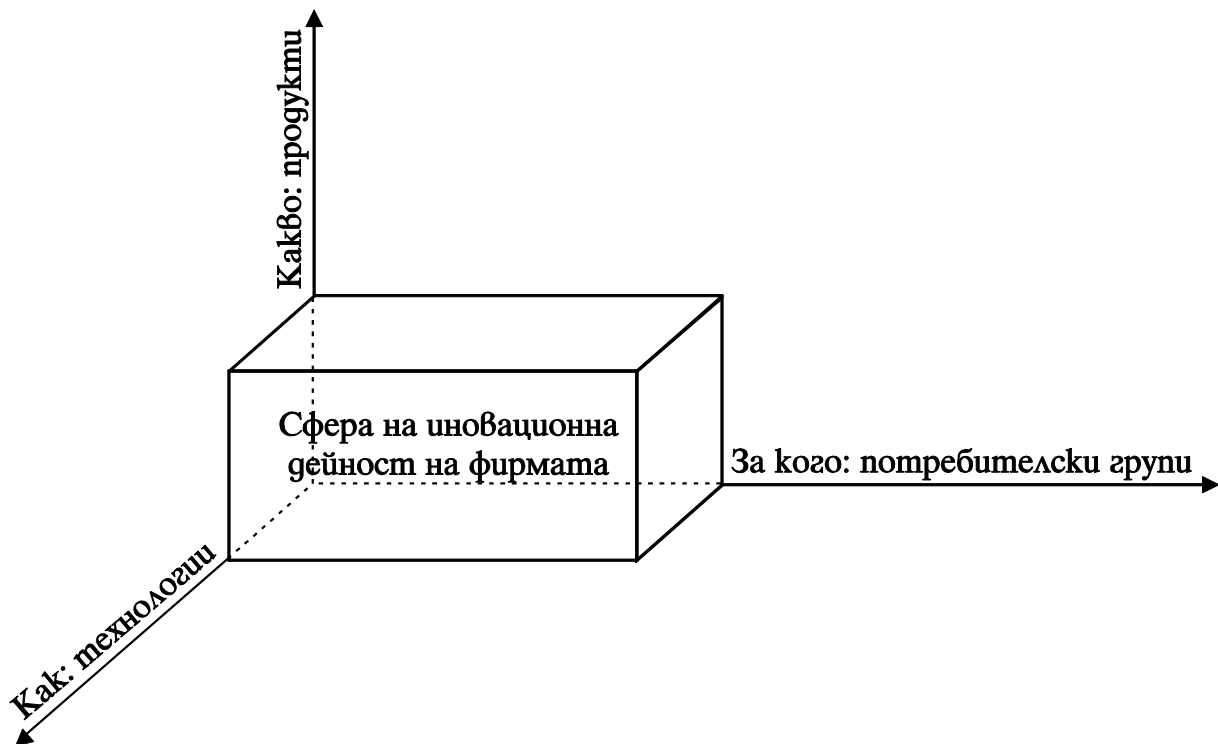 Какво: продукти
Сфера на иновационна
дейност на фирмата
За кого: потребителски групи
Как: технологии